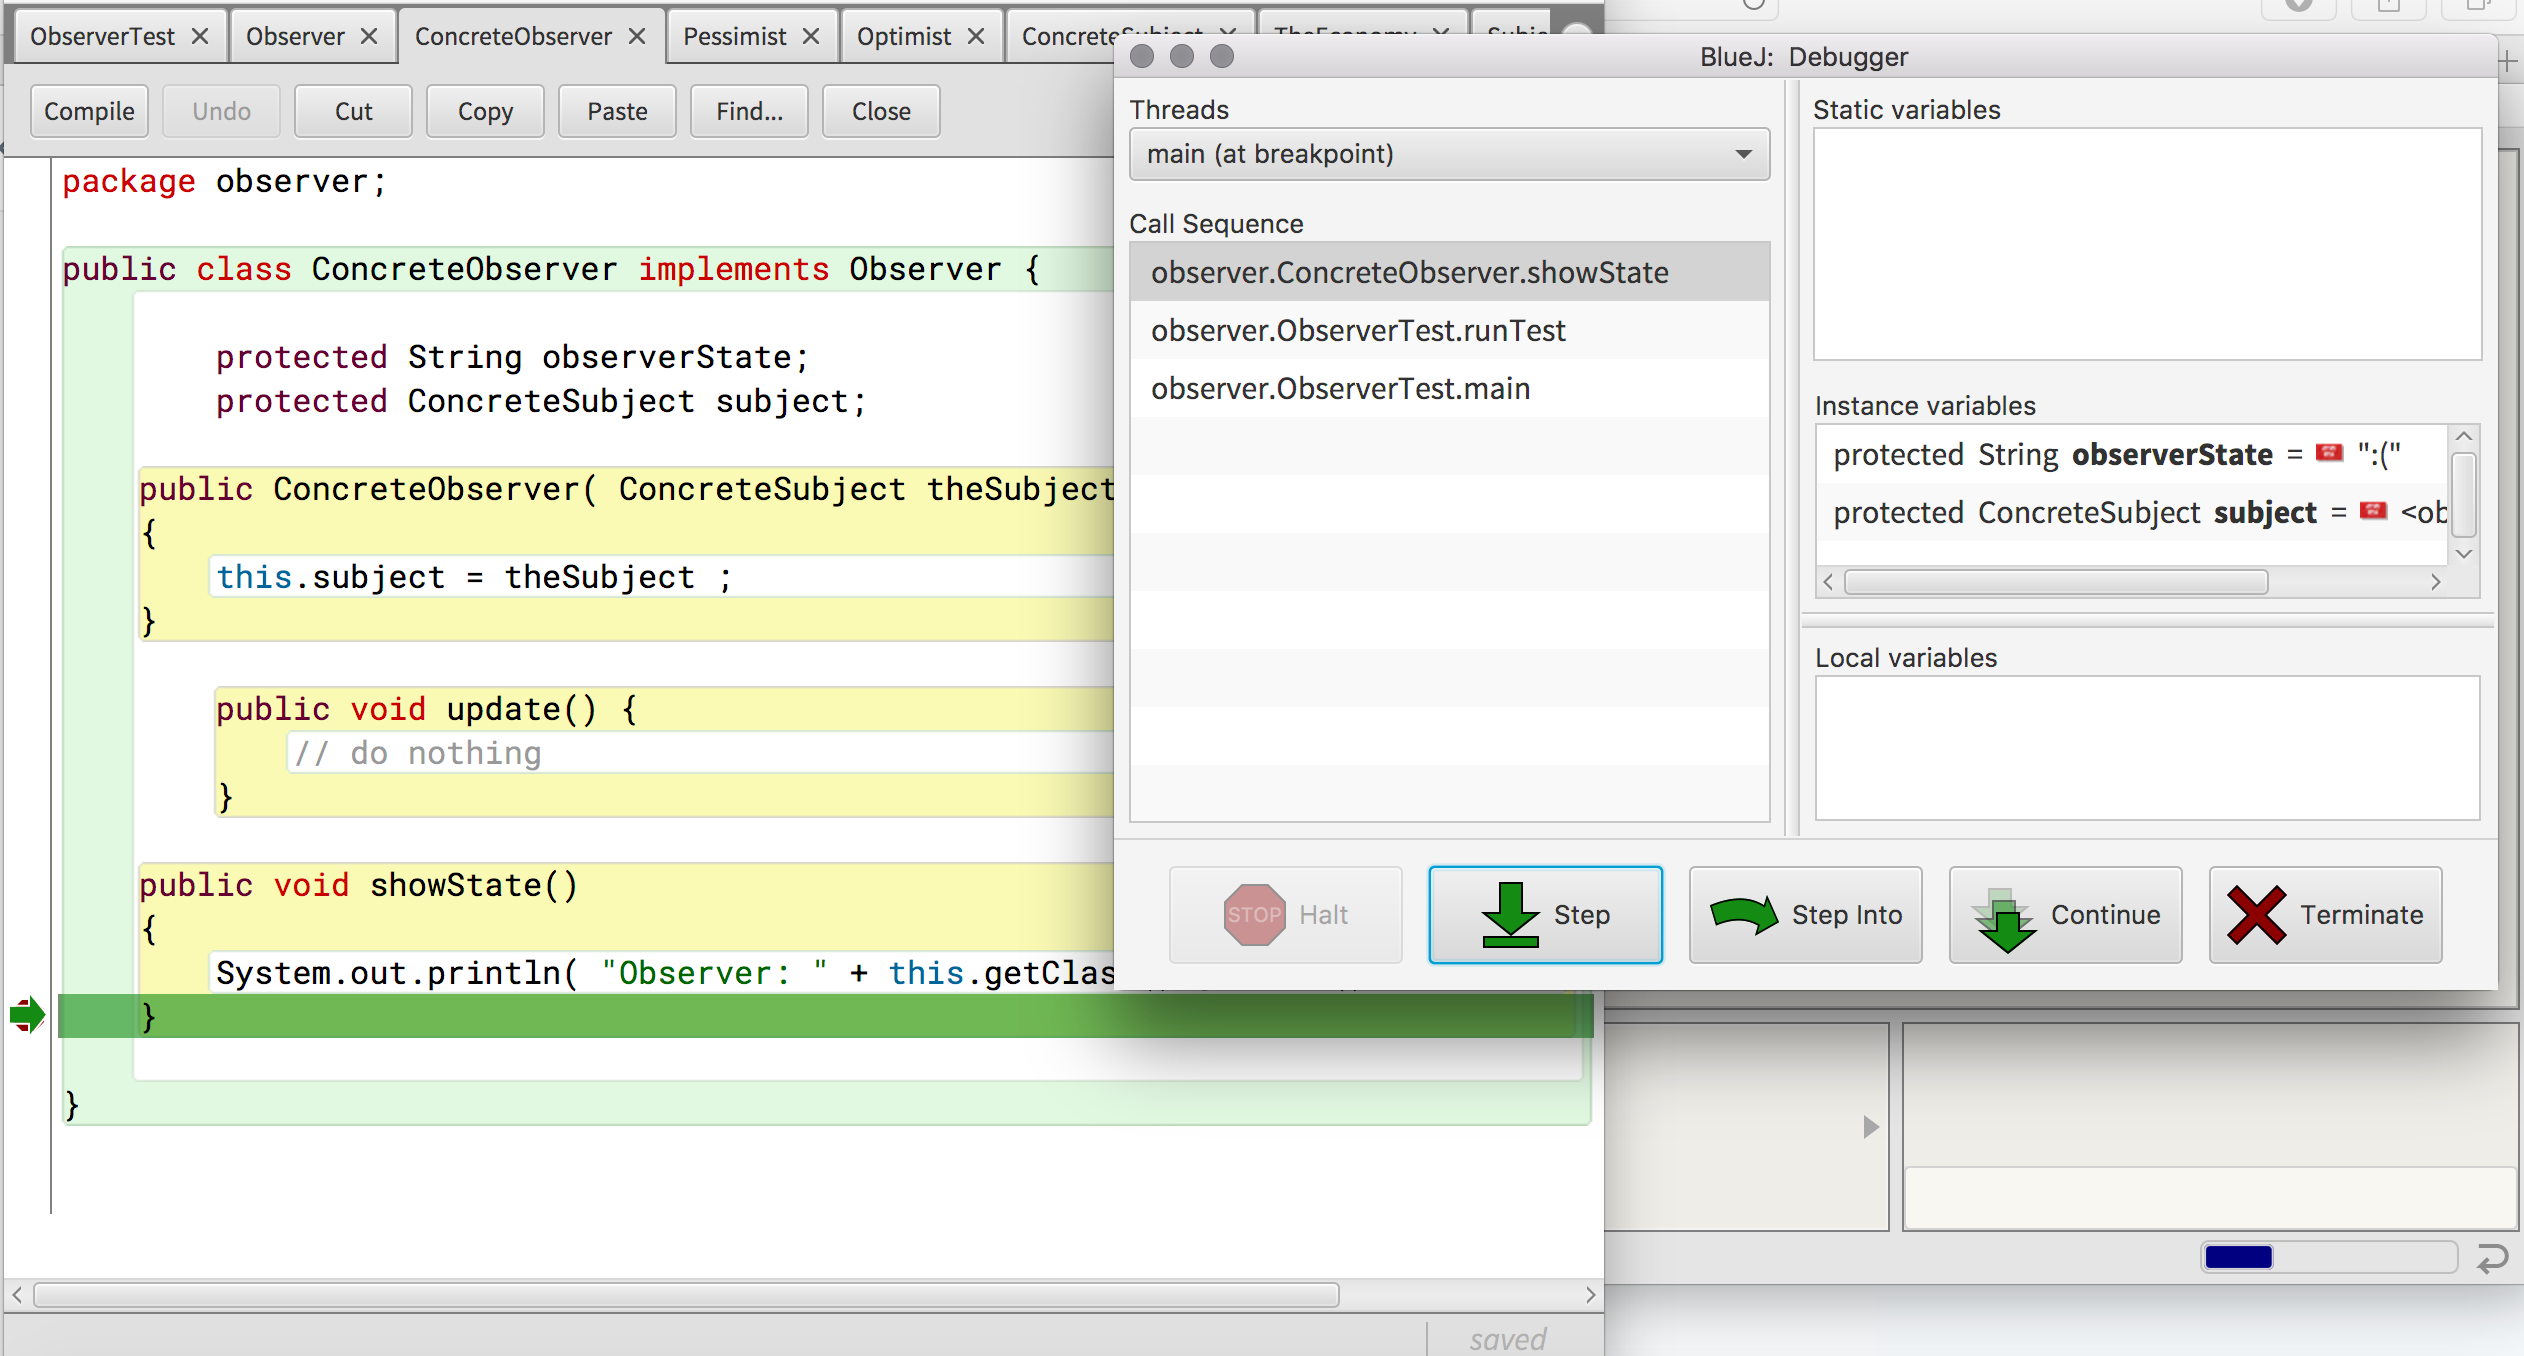 ObserverTest × Observer × ConcreteObserver × Pessimist × Optimist ×
Compile Undo Cut Copy Paste Find... Close
package observer;
public class ConcreteObserver implements Observer {
protected String observerState;
protected ConcreteSubject subject;
public ConcreteObserver( ConcreteSubject theSubject
{
this.subject = theSubject ;
}
public void update() {
// do nothing
}
public void showState()
{
System.out.println( "Observer: " + this.getClas
}
}
saved
BlueJ: Debugger
Threads
main (at breakpoint)
Call Sequence
observer.ConcreteObserver.showState
observer.ObserverTest.runTest
observer.ObserverTest.main
Static variables
Instance variables
protected String observerState = ":("
protected ConcreteSubject subject = <ob
Local variables
STOP Halt Step Step Into Continue Terminate